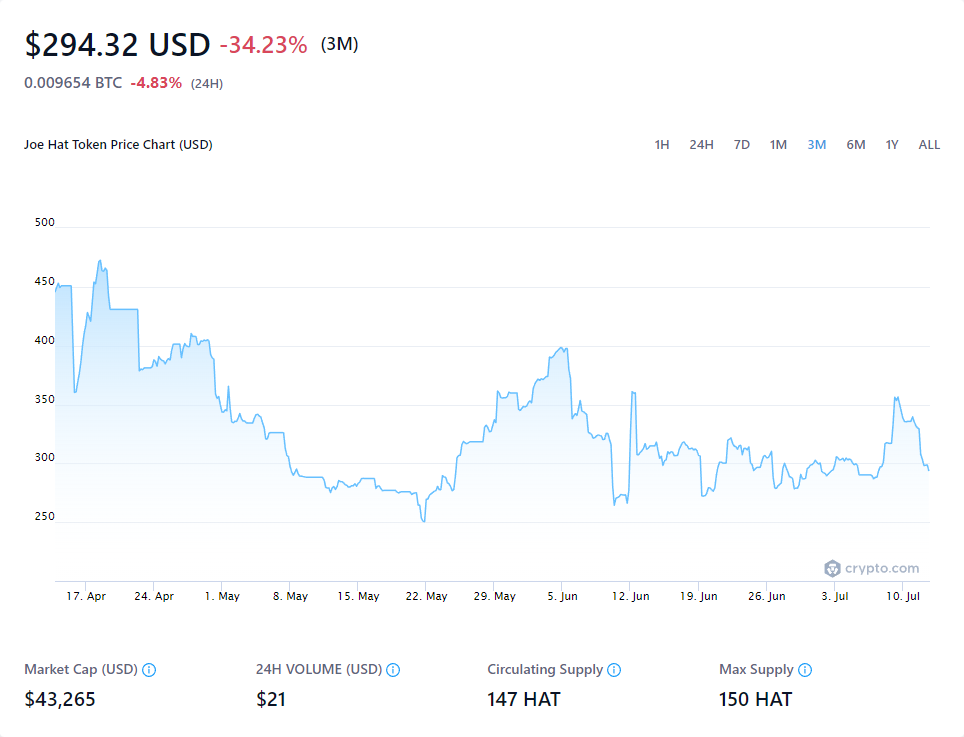 $294.32 USD -34.23% (3M)
0.009654 BTC -4.83% (24H)
Joe Hat Token Price Chart (USD) 1H 24H 7D 1M 3M 6M 1Y ALL
500
450
400
350
300
250
crypto.com
17. Apr 24. Apr 1. May 8. May 15. May 22. May 29. May 5. Jun 12. Jun 19. Jun 26. Jun 3. Jul 10. Jul
Market Cap (USD) 24H VOLUME (USD) Circulating Supply Max Supply
$43,265 $21 147 HAT 150 HAT